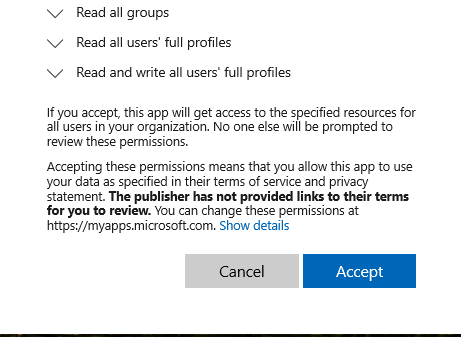 Read all groups
Read all users' full profiles
Read and write all users' full profiles
If you accept, this app will get access to the specified resources for
all users in your organization. No one else will be prompted to
review these permissions.
Accepting these permissions means that you allow this app to use
your data as specified in their terms of service and privacy
statement. The publisher has not provided links to their terms
for you to review. You can change these permissions at
https://myapps.microsoft.com. Show details
Cancel
Accept